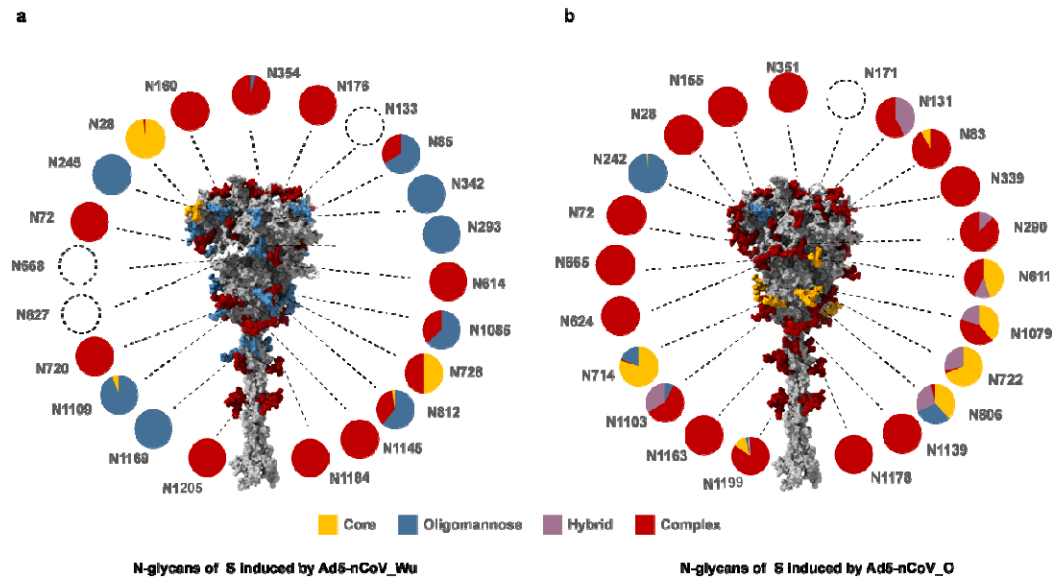 a
b
N354
N160
N176
N133
N28
N85
N245
N342
N72
N293
N668
N614
N627
N1085
N720
N728
N1109
N812
N1169
N1145
N1205
N1184
N351
N155
N171
N131
N28
N83
N242
N339
N72
N290
N665
N611
N624
N1079
N714
N722
N1103
N806
N1163
N1139
N1199
N1178
Core
Oligomannose
Hybrid
Complex
N-glycans of S induced by Ad5-nCoV_Wu
N-glycans of S induced by Ad5-nCoV_O